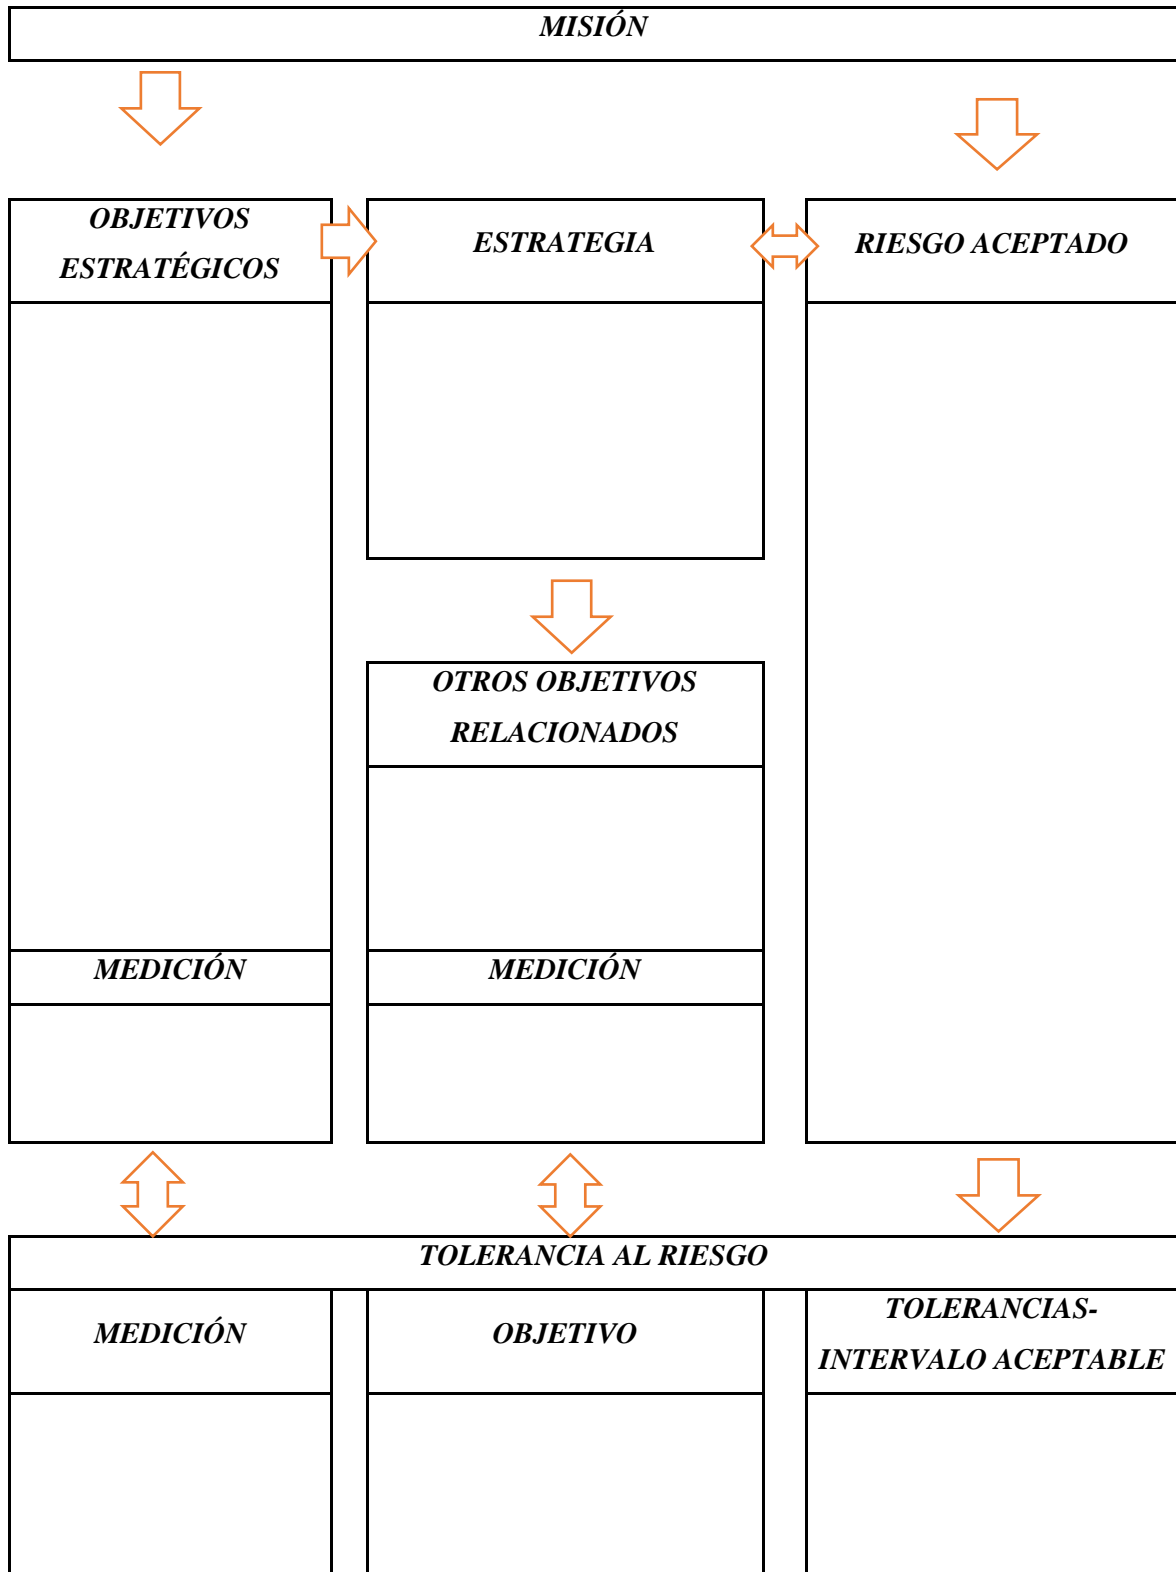 MISIÓN
OBJETIVOS
ESTRATÉGICOS
ESTRATEGIA
RIESGO ACEPTADO
OTROS OBJETIVOS
RELACIONADOS
MEDICIÓN
MEDICIÓN
TOLERANCIA AL RIESGO
MEDICIÓN
OBJETIVO
TOLERANCIAS-
INTERVALO ACEPTABLE